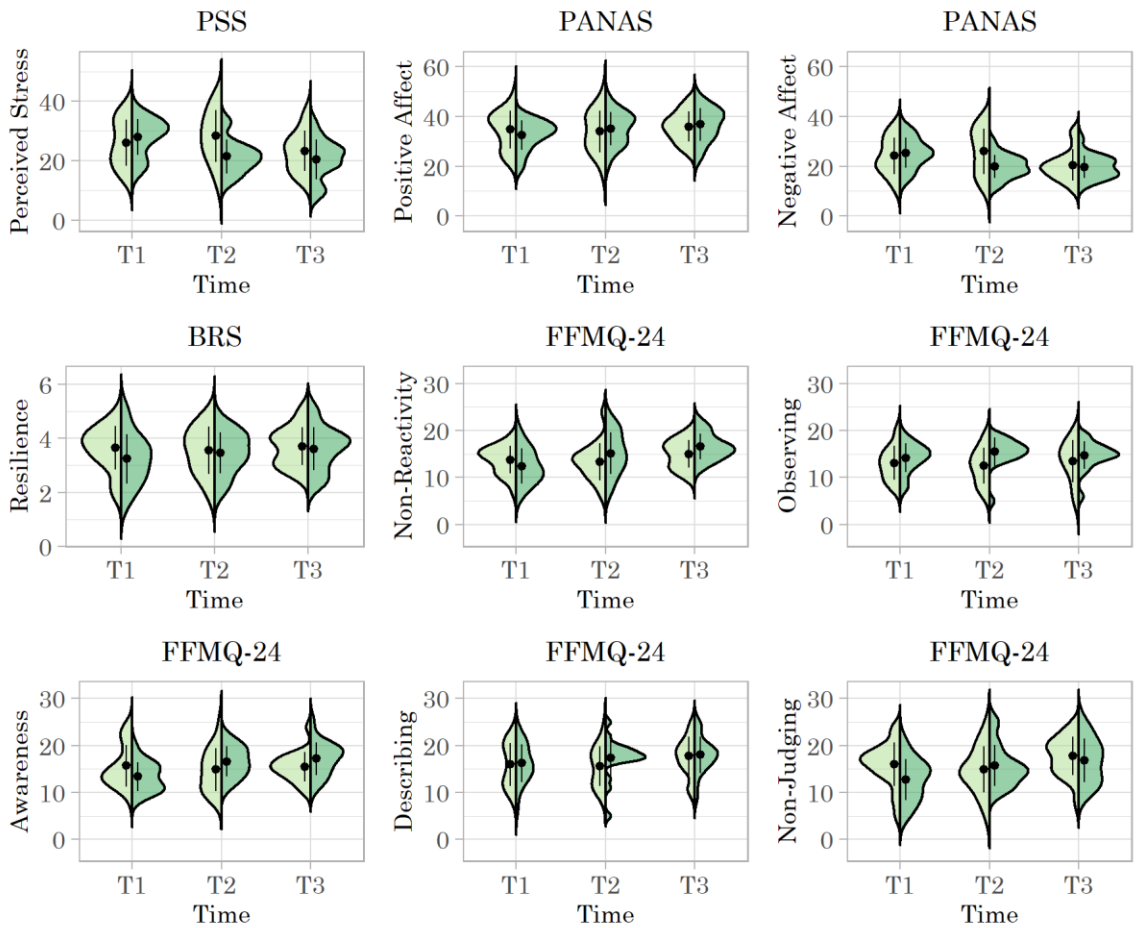 PSS
PANAS
PANAS
Perceived Stress
40
20
0
T1 T2 T3
Time
Positive Affect
60
40
20
0
T1 T2 T3
Time
Negative Affect
60
40
20
0
T1 T2 T3
Time
BRS
FFMQ-24
FFMQ-24
Resilience
6
4
2
0
T1 T2 T3
Time
Non-Reactivity
30
20
10
0
T1 T2 T3
Time
Observing
30
20
10
0
T1 T2 T3
Time
FFMQ-24
FFMQ-24
FFMQ-24
Awareness
30
20
10
0
T1 T2 T3
Time
Describing
30
20
10
0
T1 T2 T3
Time
Non-Judging
30
20
10
0
T1 T2 T3
Time